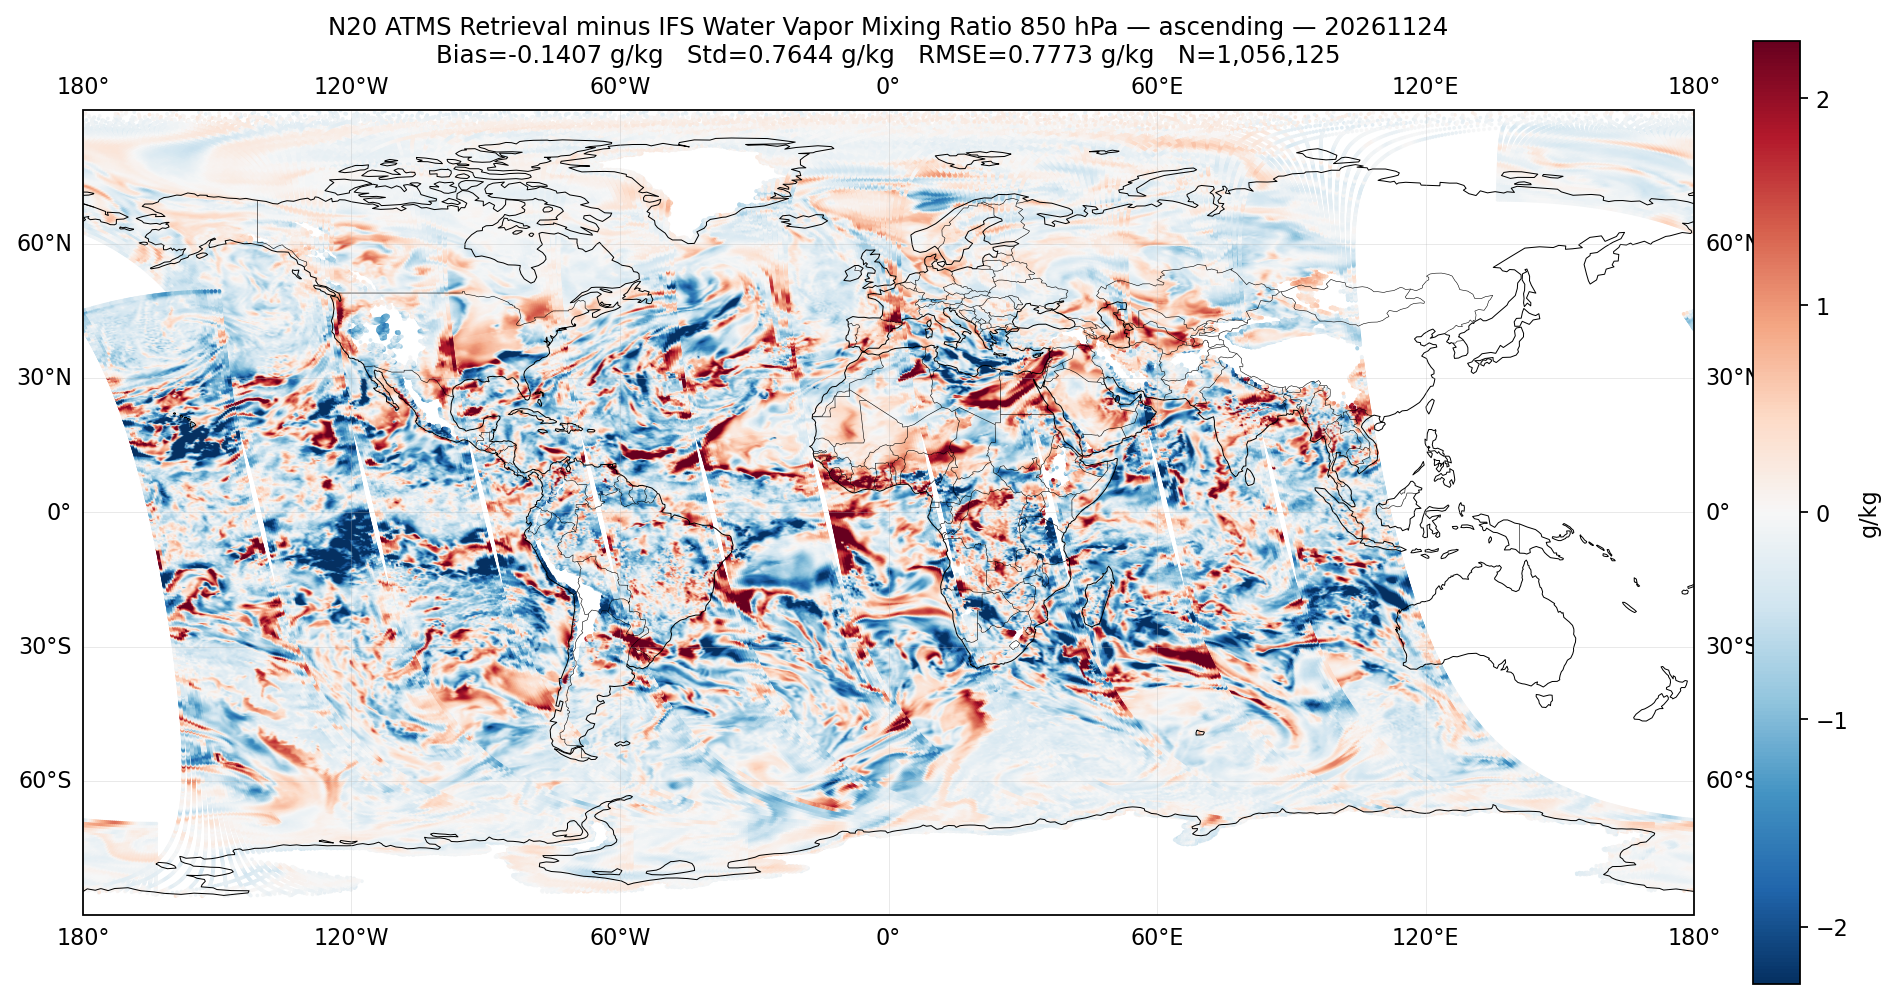 N20 ATMS Retrieval minus IFS Water Vapor Mixing Ratio 850 hPa — ascending — 20261124
Bias=-0.1407 g/kg   Std=0.7644 g/kg   RMSE=0.7773 g/kg   N=1,056,125
180° 120°W 60°W 0° 60°E 120°E 180°
60°N 60°N
30°N 30°N
0° 0°
30°S 30°S
60°S 60°S
180° 120°W 60°W 0° 60°E 120°E 180°
2
1
0
−1
−2
g/kg